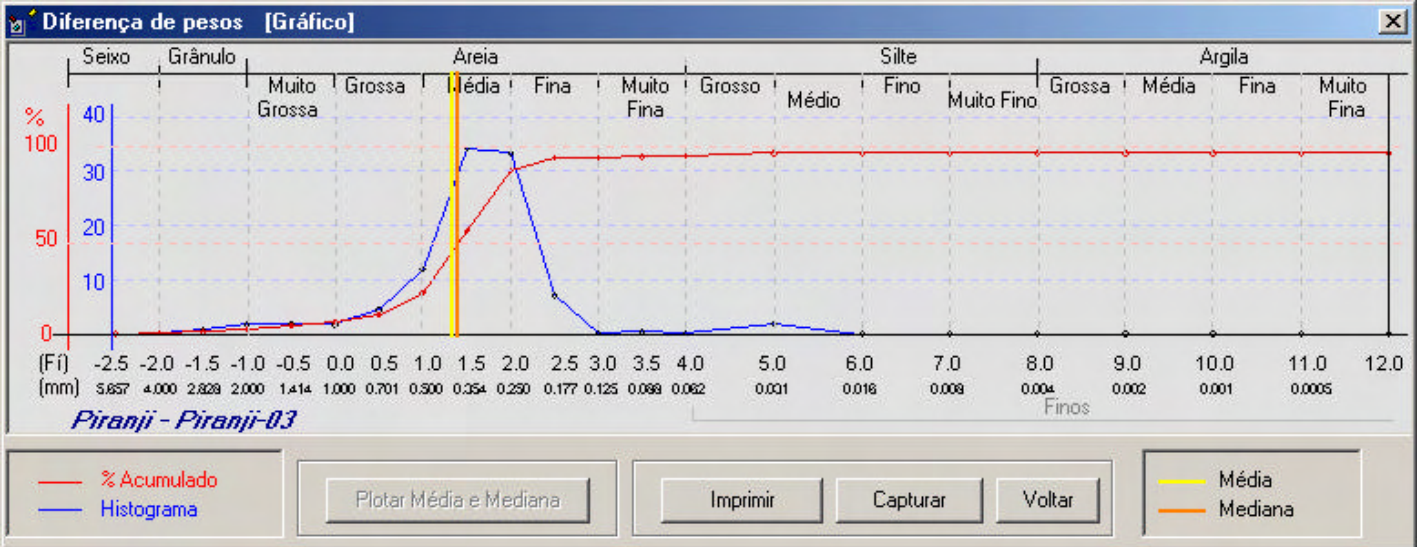 Diferença de pesos [Gráfico]
Seixo Grânulo Areia Silte Argila
Muito Grossa Média Fina Muito Grosso Fino Grossa Média Fina Muito
Grossa Fina Médio Muito Fino Fina
% 40
100
30
20
50
10
0
(Fí) -2.5 -2.0 -1.5 -1.0 -0.5 0.0 0.5 1.0 1.5 2.0 2.5 3.0 3.5 4.0 5.0 6.0 7.0 8.0 9.0 10.0 11.0 12.0
(mm) 5.657 4.000 2.828 2.000 1.414 1.000 0.701 0.500 0.354 0.250 0.177 0.125 0.088 0.062 0.031 0.016 0.008 0.004 0.002 0.001 0.0005
Finos
Piranji - Piranji-03
% Acumulado
Histograma
Plotar Média e Mediana
Imprimir
Capturar
Voltar
Média
Mediana